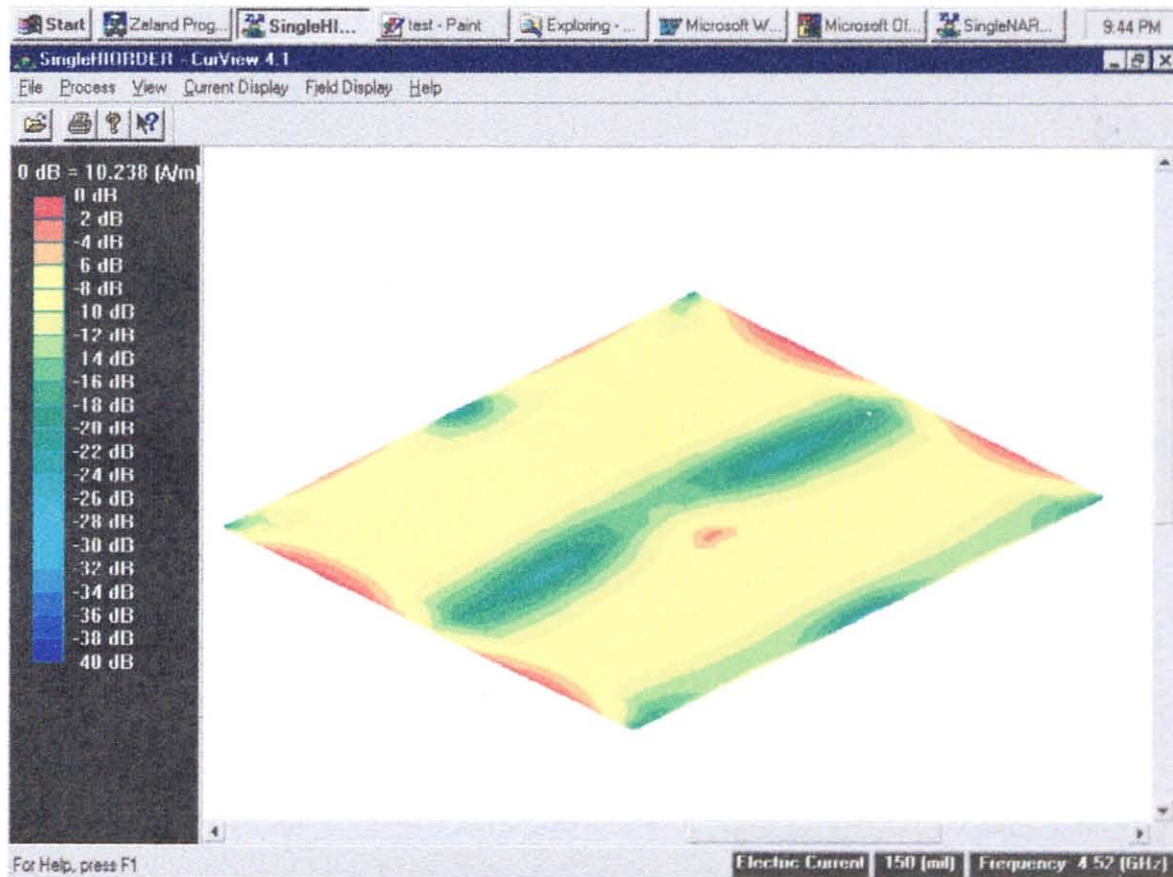 Start Zeland Prog... SingleHI... test - Paint Exploring - ... Microsoft W... Microsoft Of... SingleNAR... 9:44 PM
SingleHIORDER - CurView 4.1
File Process View Current Display Field Display Help
0 dB = 10.238 (A/m)
0 dB
2 dB
-4 dB
6 dB
-8 dB
10 dB
-12 dB
14 dB
-16 dB
-18 dB
-20 dB
-22 dB
-24 dB
-26 dB
-28 dB
-30 dB
-32 dB
-34 dB
-36 dB
-38 dB
40 dB
For Help, press F1
Electric Current 150 (mil) Frequency 4.52 (GHz)